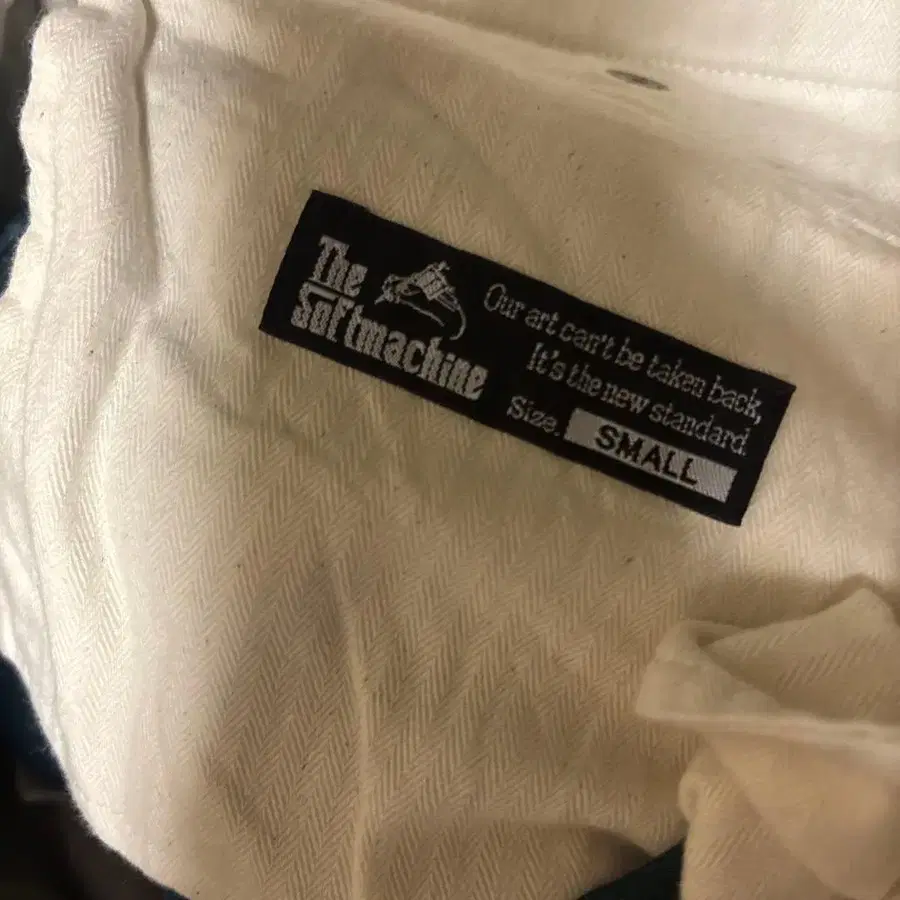 The
Softmachine
Our art can't be taken back,
It's the new standard.
Size. SMALL